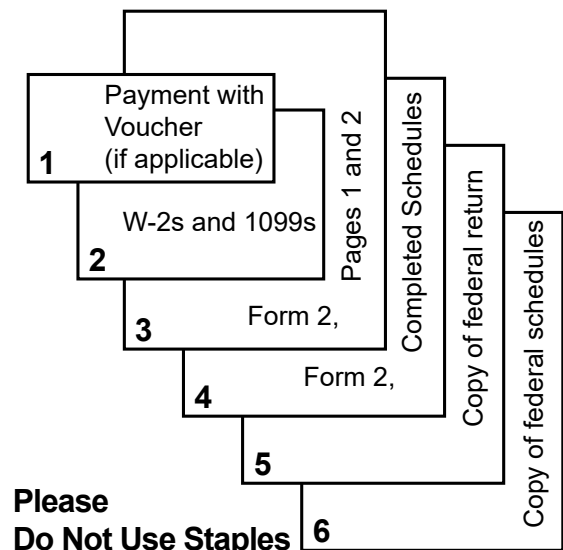 Payment with
Voucher
(if applicable)
1
W-2s and 1099s
2
Form 2,
Pages 1 and 2
3
Form 2,
Completed Schedules
4
Copy of federal return
5
Copy of federal schedules
6
Please
Do Not Use Staples